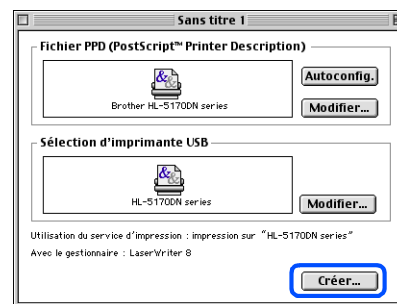 Sans titre 1
Fichier PPD (PostScript™ Printer Description)
Brother HL-5170DN series
Autoconfig.
Modifier...
Sélection d'imprimante USB
HL-5170DN series
Modifier...
Utilisation du service d'impression : impression sur “HL-5170DN series”
Avec le gestionnaire : LaserWriter 8
Créer...